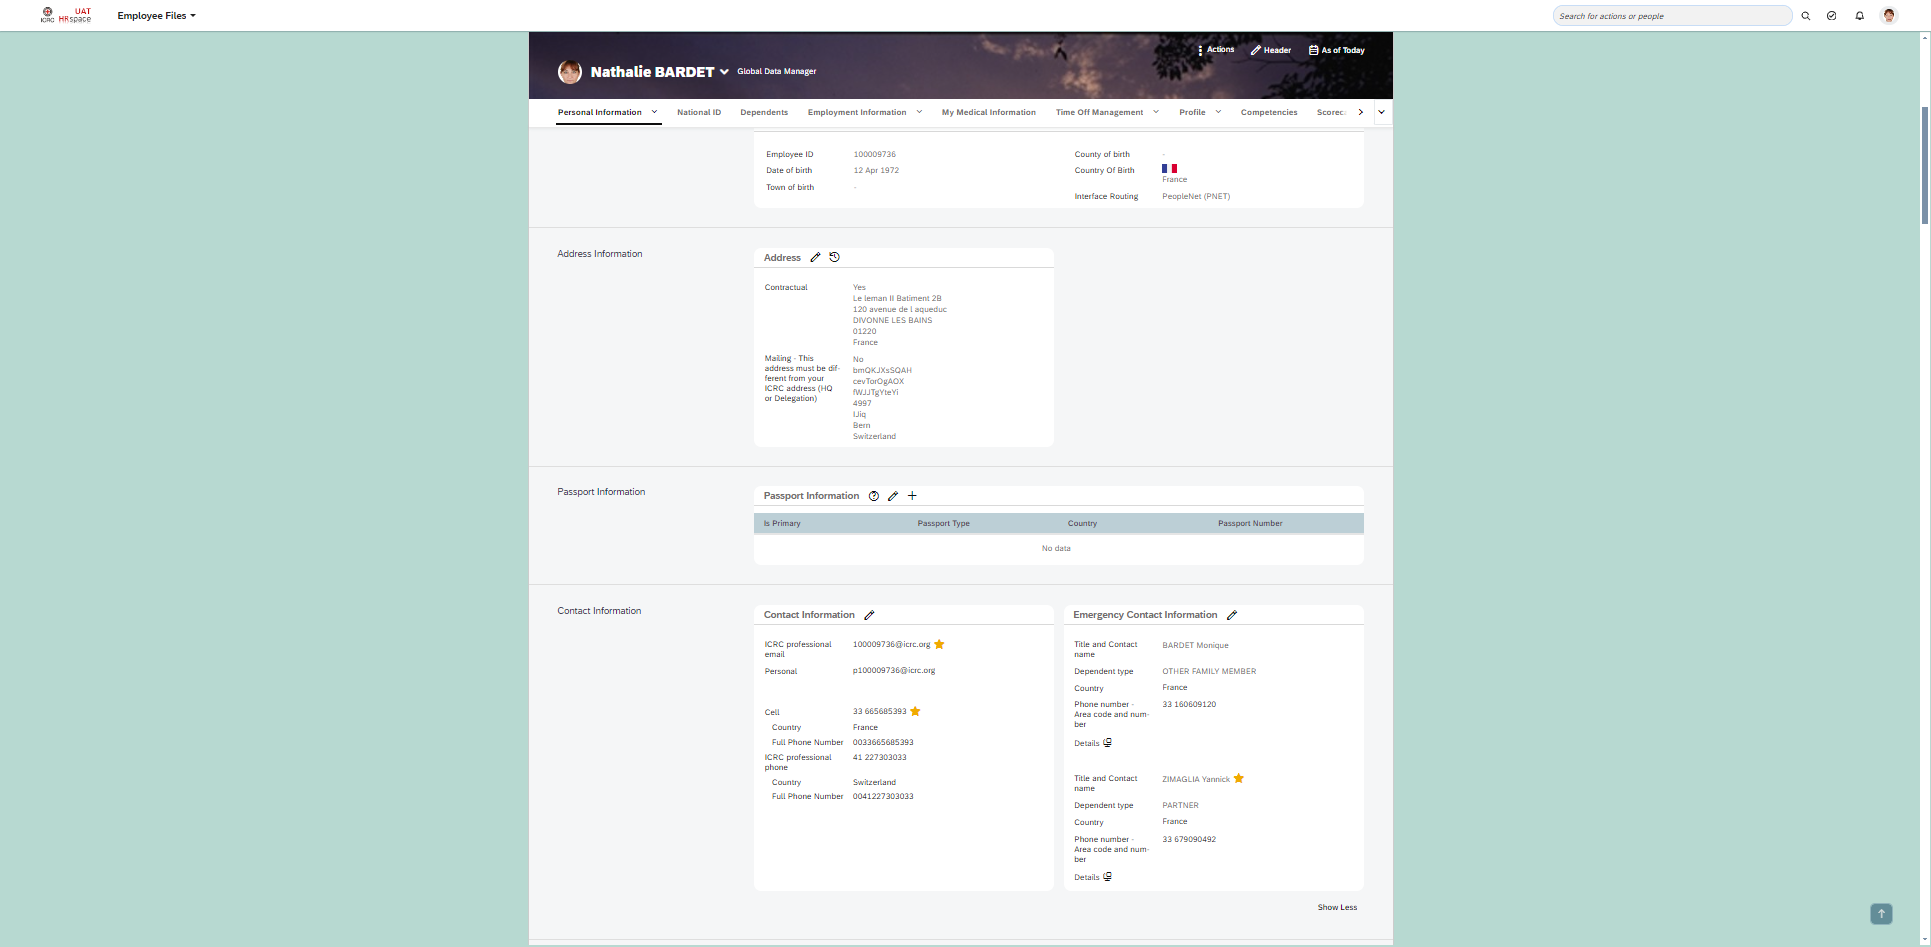 ICRC UAT HRspace
Employee Files
Search for actions or people
Actions
Header
As of Today
Nathalie BARDET
Global Data Manager
Personal Information
National ID
Dependents
Employment Information
My Medical Information
Time Off Management
Profile
Competencies
Scorec
Employee ID 100009736
Date of birth 12 Apr 1972
Town of birth -
County of birth -
Country Of Birth
France
Interface Routing PeopleNet (PNET)
Address Information
Address
Contractual Yes
Le leman II Batiment 2B
120 avenue de l aqueduc
DIVONNE LES BAINS
01220
France
Mailing - This
address must be dif-
ferent from your
ICRC address (HQ
or Delegation)
No
bmQKJXsSQAH
cevTorOgAOX
fWJJTgYteYi
4997
Bern
Switzerland
Passport Information
Passport Information
Is Primary Passport Type Country Passport Number
No data
Contact Information
Contact Information
ICRC professional
email
100009736@icrc.org
Personal p100009736@icrc.org
Cell 33 665685393
Country France
Full Phone Number 0033665685393
ICRC professional
phone
41 227303033
Country Switzerland
Full Phone Number 0041227303033
Emergency Contact Information
Title and Contact
name
BARDET Monique
Dependent type OTHER FAMILY MEMBER
Country France
Phone number -
Area code and num-
ber
33 160609120
Details
Title and Contact
name
ZIMAGLIA Yannick
Dependent type PARTNER
Country France
Phone number -
Area code and num-
ber
33 679090492
Details
Show Less